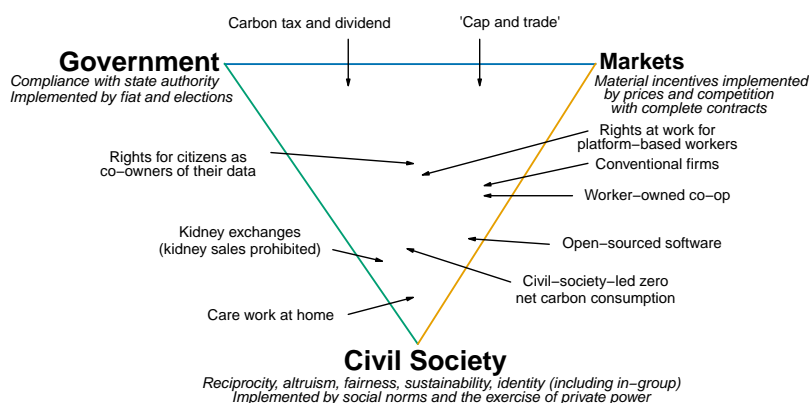 Carbon tax and dividend
'Cap and trade'
Government
Compliance with state authority
Implemented by fiat and elections
Markets
Material incentives implemented
by prices and competition
with complete contracts
Rights at work for
platform−based workers
Conventional firms
Rights for citizens as
co−owners of their data
Worker−owned co−op
Kidney exchanges
(kidney sales prohibited)
Open−sourced software
Civil−society−led zero
net carbon consumption
Care work at home
Civil Society
Reciprocity, altruism, fairness, sustainability, identity (including in−group)
Implemented by social norms and the exercise of private power